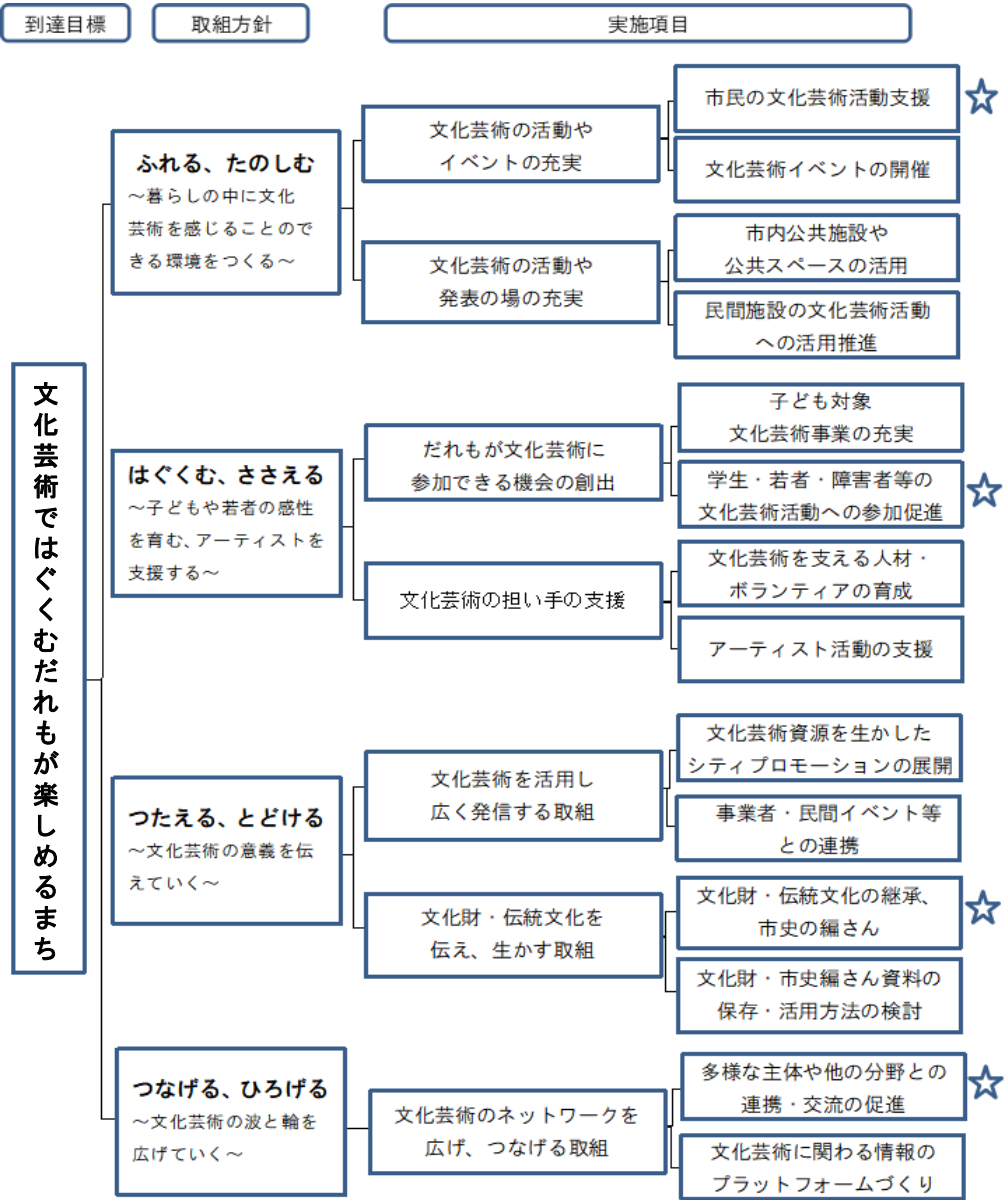 到達目標
取組方針
実施項目
文化芸術ではぐくむだれもが楽しめるまち
ふれる、たのしむ
～暮らしの中に文化
芸術を感じることので
きる環境をつくる～
文化芸術の活動や
イベントの充実
市民の文化芸術活動支援
文化芸術イベントの開催
文化芸術の活動や
発表の場の充実
市内公共施設や
公共スペースの活用
民間施設の文化芸術活動
への活用推進
はぐくむ、ささえる
～子どもや若者の感性
を育む、アーティストを
支援する～
だれもが文化芸術に
参加できる機会の創出
子ども対象
文化芸術事業の充実
学生・若者・障害者等の
文化芸術活動への参加促進
文化芸術の担い手の支援
文化芸術を支える人材・
ボランティアの育成
アーティスト活動の支援
つたえる、とどける
～文化芸術の意義を伝
えていく～
文化芸術を活用し
広く発信する取組
文化芸術資源を生かした
シティプロモーションの展開
事業者・民間イベント等
との連携
文化財・伝統文化を
伝え、生かす取組
文化財・伝統文化の継承、
市史の編さん
文化財・市史編さん資料の
保存・活用方法の検討
つなげる、ひろげる
～文化芸術の波と輪を
広げていく～
文化芸術のネットワークを
広げ、つなげる取組
多様な主体や他の分野との
連携・交流の促進
文化芸術に関わる情報の
プラットフォームづくり